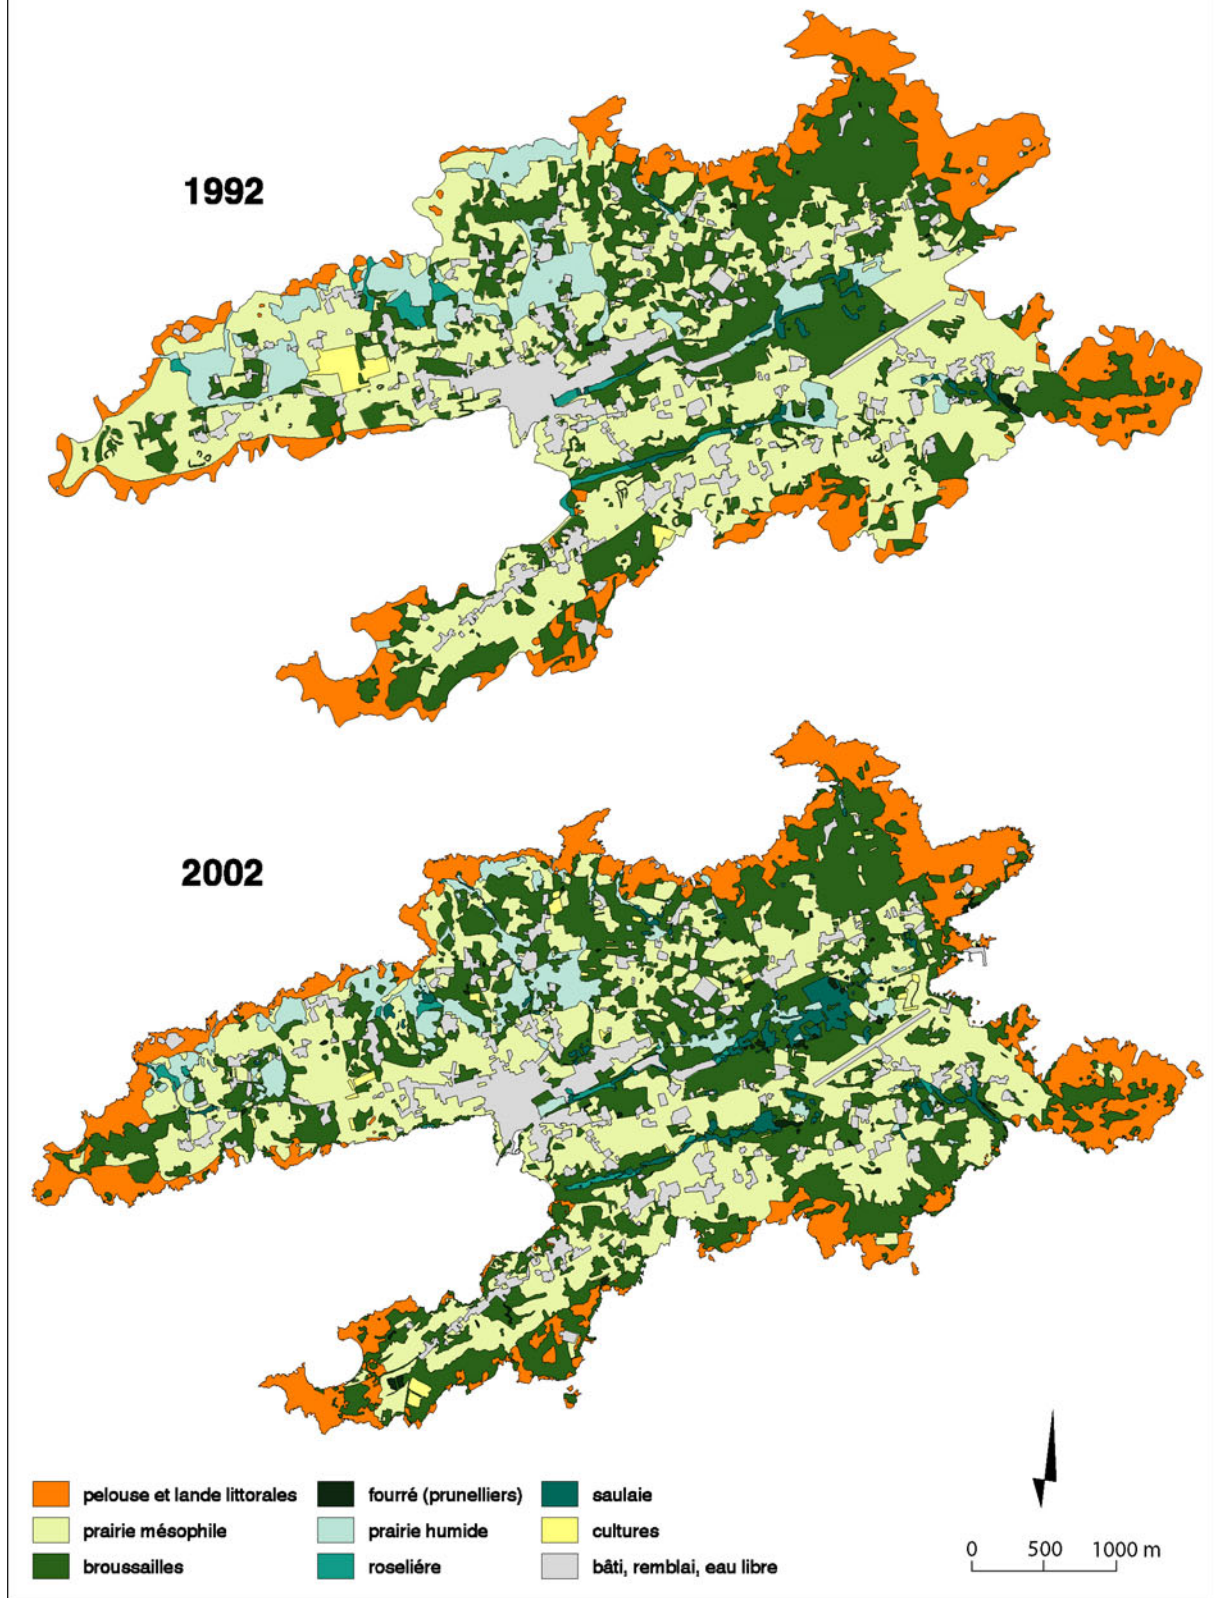 1992
2002
pelouse et lande littorales
prairie mésophile
broussailles
fourré (prunelliers)
prairie humide
roseliére
saulaie
cultures
bâti, remblai, eau libre
0 500 1000 m